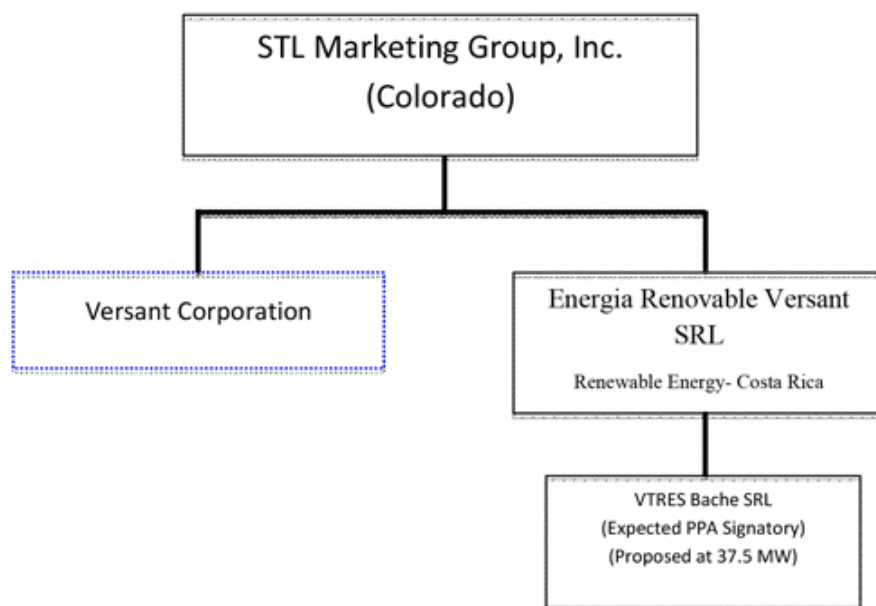 STL Marketing Group, Inc.
(Colorado)
Versant Corporation
Energia Renovable Versant
SRL
Renewable Energy- Costa Rica
VTRES Bache SRL
(Expected PPA Signatory)
(Proposed at 37.5 MW)